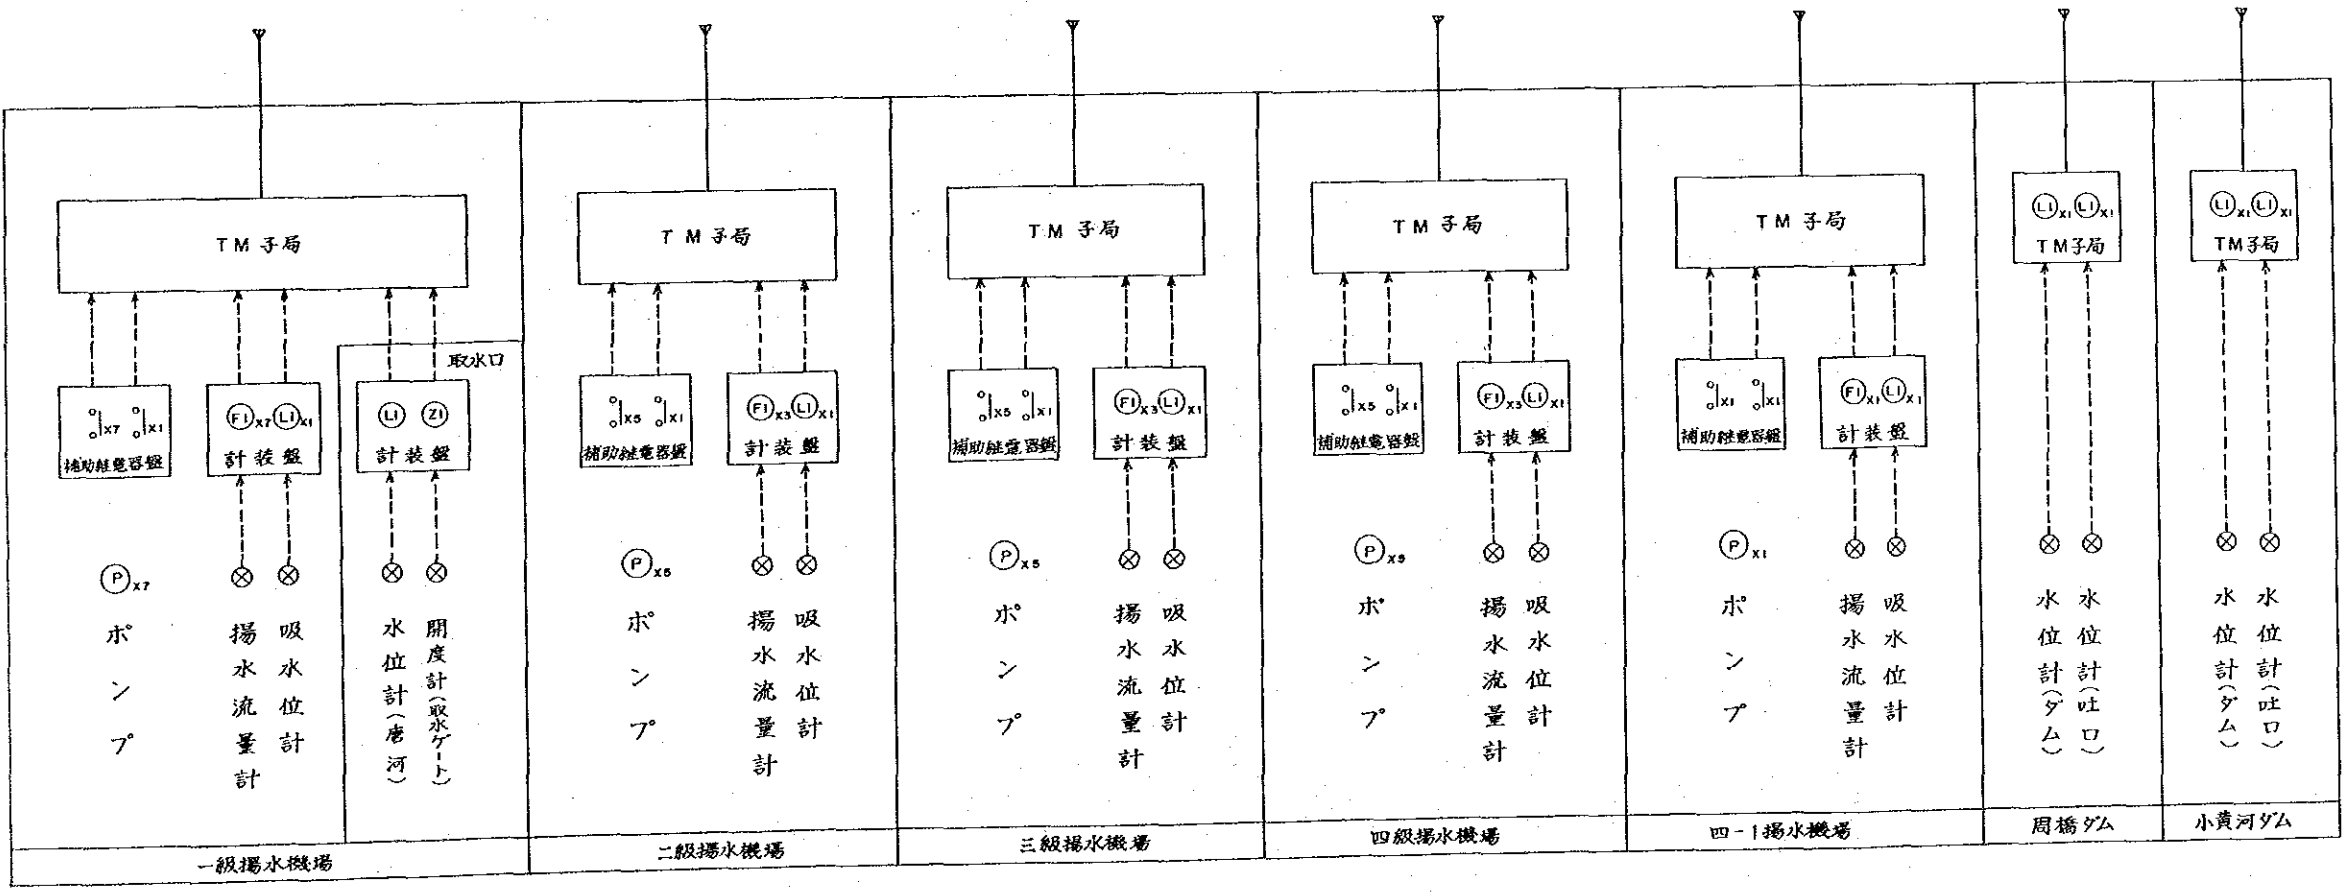 TM子局
取水口
x7 x1
補助継電器盤
FI x7 LI x1
計装盤
LI ZI
計装盤
P x7
ポンプ
揚水流量計
吸水位計
水位計(唐河)
開度計(取水ゲート)
一級揚水機場
TM子局
x5 x1
補助継電器盤
FI x3 LI x1
計装盤
P x5
ポンプ
揚水流量計
吸水位計
二級揚水機場
TM子局
x5 x1
補助継電器盤
FI x3 LI x1
計装盤
P x5
ポンプ
揚水流量計
吸水位計
三級揚水機場
TM子局
x5 x1
補助継電器盤
FI x3 LI x1
計装盤
P
ポンプ
揚水流量計
吸水位計
四級揚水機場
TM子局
x1 x1
補助継電器盤
FI x1 LI x1
計装盤
P x1
ポンプ
揚水流量計
吸水位計
四-1揚水機場
LI x1 LI x1
TM子局
水位計(ダム)
水位計(吐口)
周橋ダム
LI x1 LI x1
TM子局
水位計(ダム)
水位計(吐口)
小黄河ダム